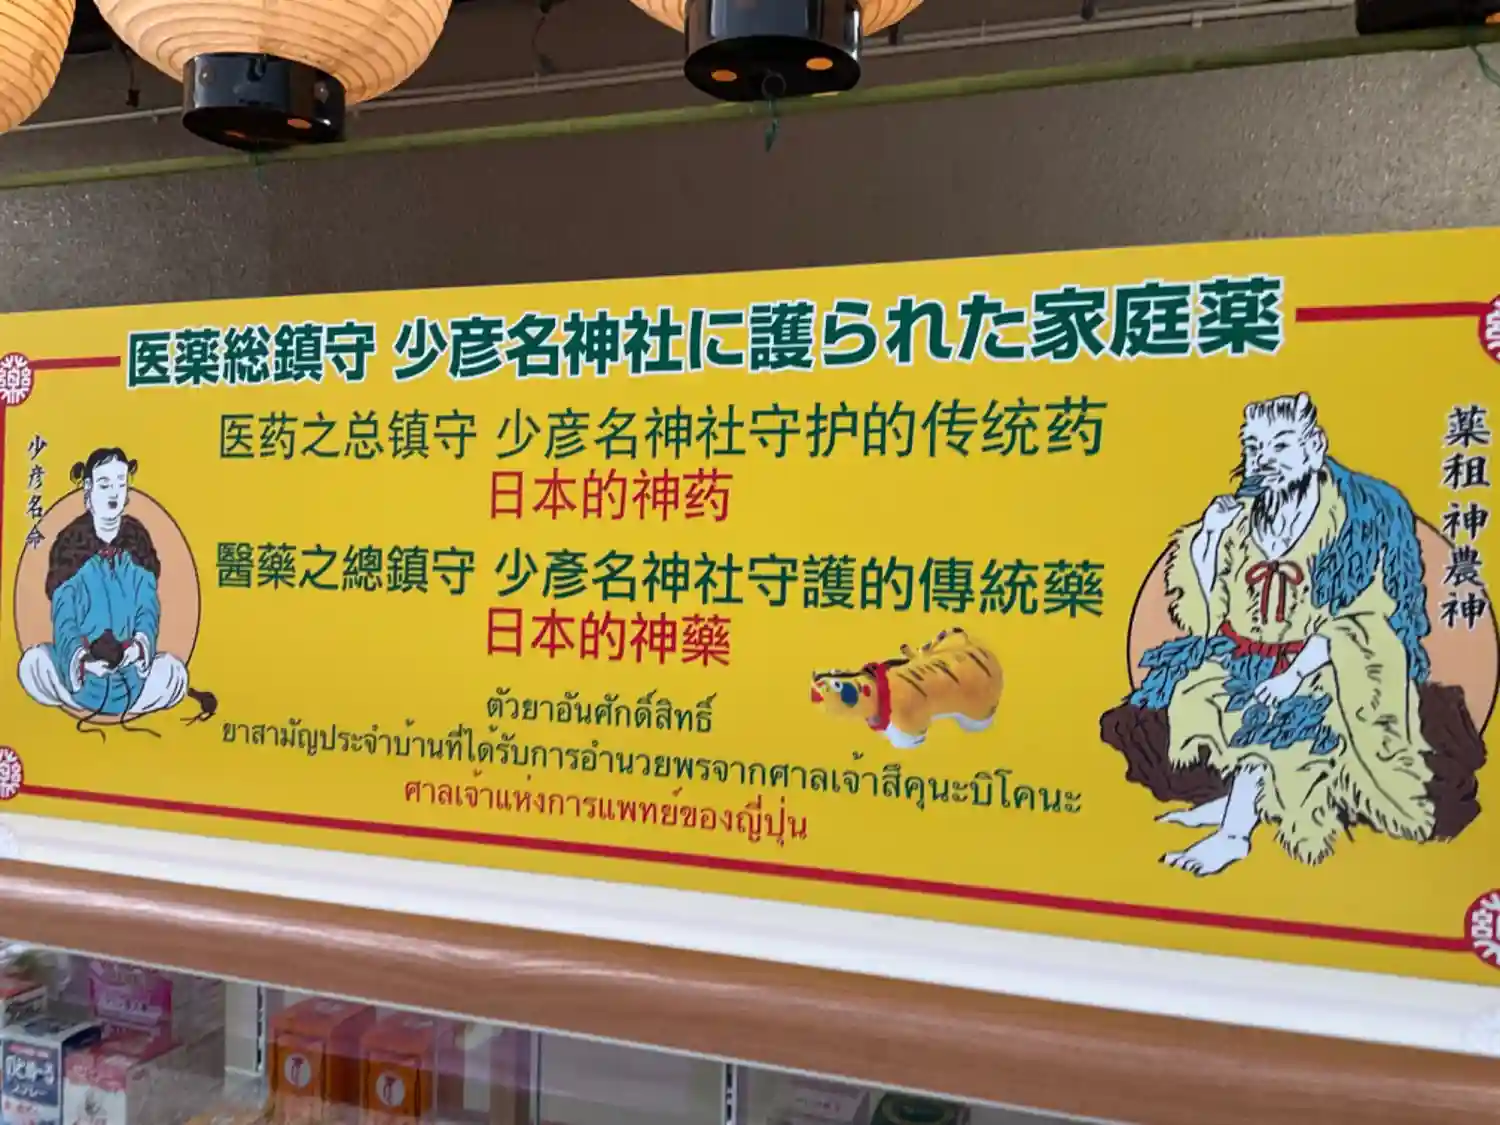 医薬総鎮守 少彦名神社に護られた家庭薬
医药之总镇守 少彦名神社守护的传统药
日本的神药
醫藥之總鎮守 少彥名神社守護的傳統藥
日本的神藥
ตัวยาอันศักดิ์สิทธิ์
ยาสามัญประจำบ้านที่ได้รับการอำนวยพรจากศาลเจ้าสึคุนะบิโคนะ
ศาลเจ้าแห่งการแพทย์ของญี่ปุ่น
少彦名命
薬祖神農神